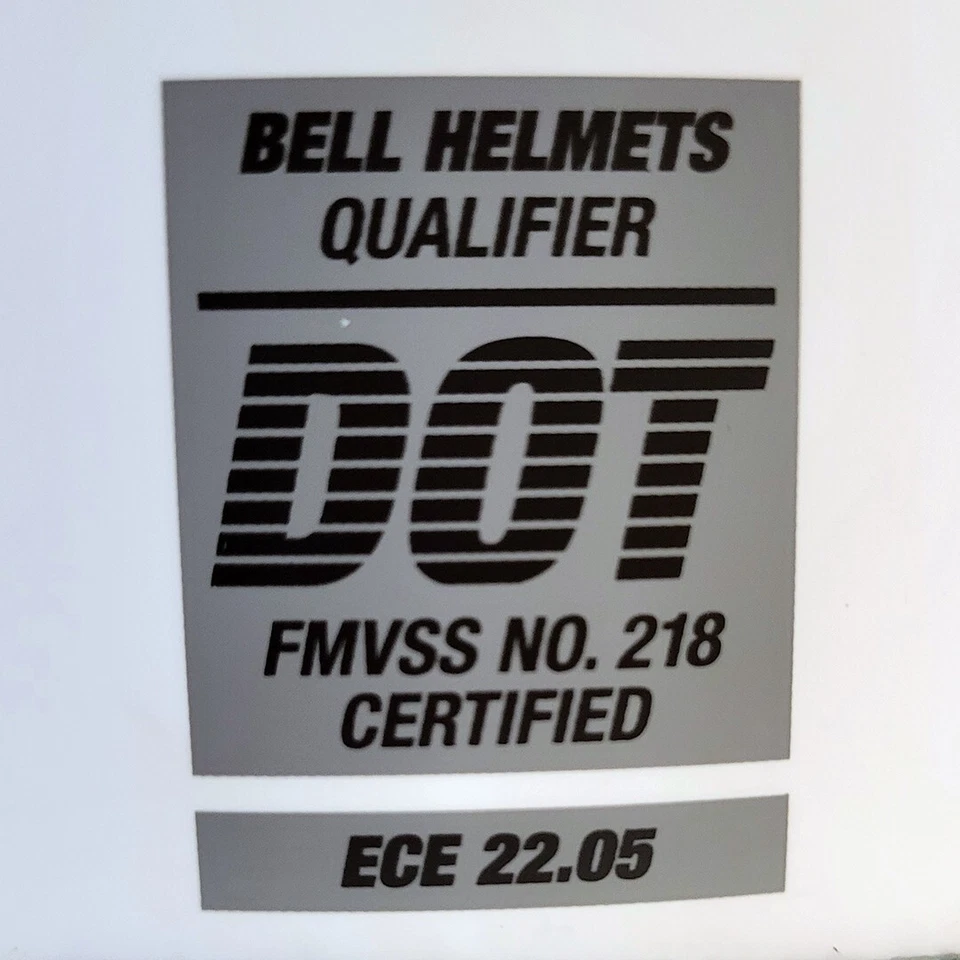 BELL HELMETS
QUALIFIER
DOT
FMVSS NO. 218
CERTIFIED
ECE 22.05